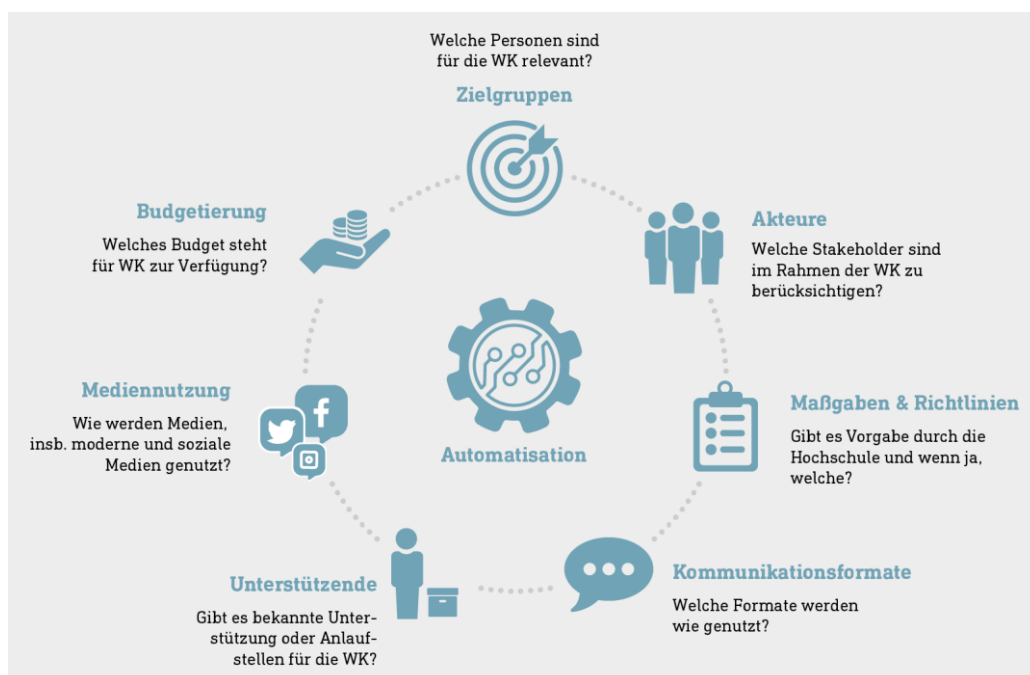 Welche Personen sind
für die WK relevant?
Zielgruppen
Akteure
Welche Stakeholder sind
im Rahmen der WK zu
berücksichtigen?
Maßgaben & Richtlinien
Gibt es Vorgabe durch die
Hochschule und wenn ja,
welche?
Kommunikationsformate
Welche Formate werden
wie genutzt?
Unterstützende
Gibt es bekannte Unter-
stützung oder Anlauf-
stellen für die WK?
Mediennutzung
Wie werden Medien,
insb. moderne und soziale
Medien genutzt?
Budgetierung
Welches Budget steht
für WK zur Verfügung?
Automatisation